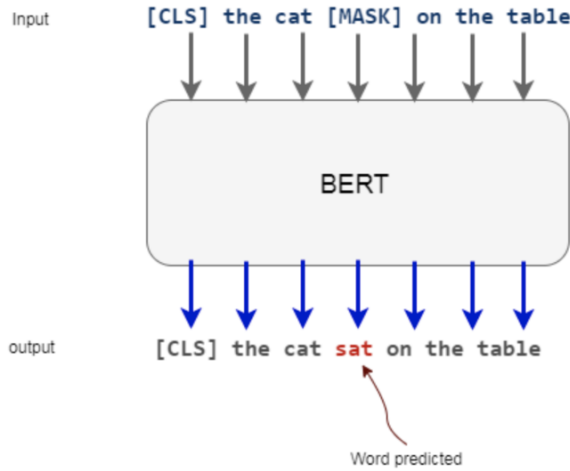 Input
[CLS] the cat [MASK] on the table
BERT
output
[CLS] the cat sat on the table
Word predicted